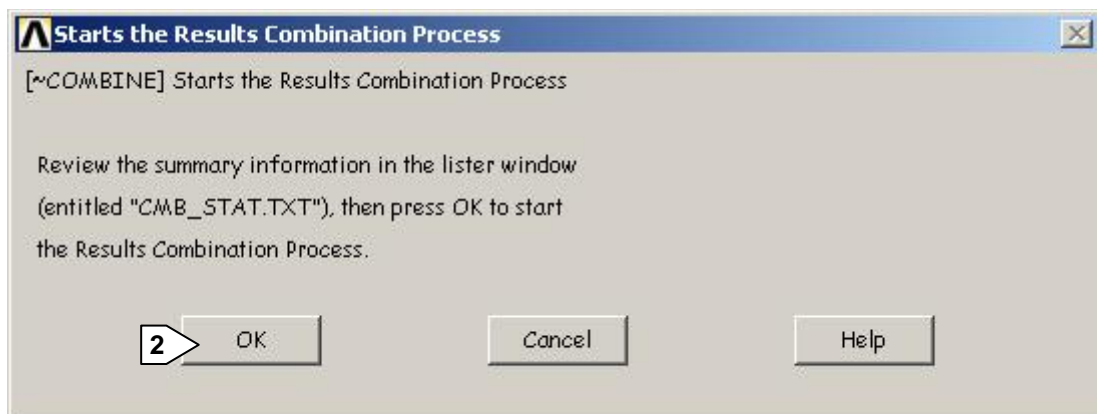 Starts the Results Combination Process
[~COMBINE] Starts the Results Combination Process
Review the summary information in the lister window
(entitled "CMB_STAT.TXT"), then press OK to start
the Results Combination Process.
2 OK Cancel Help